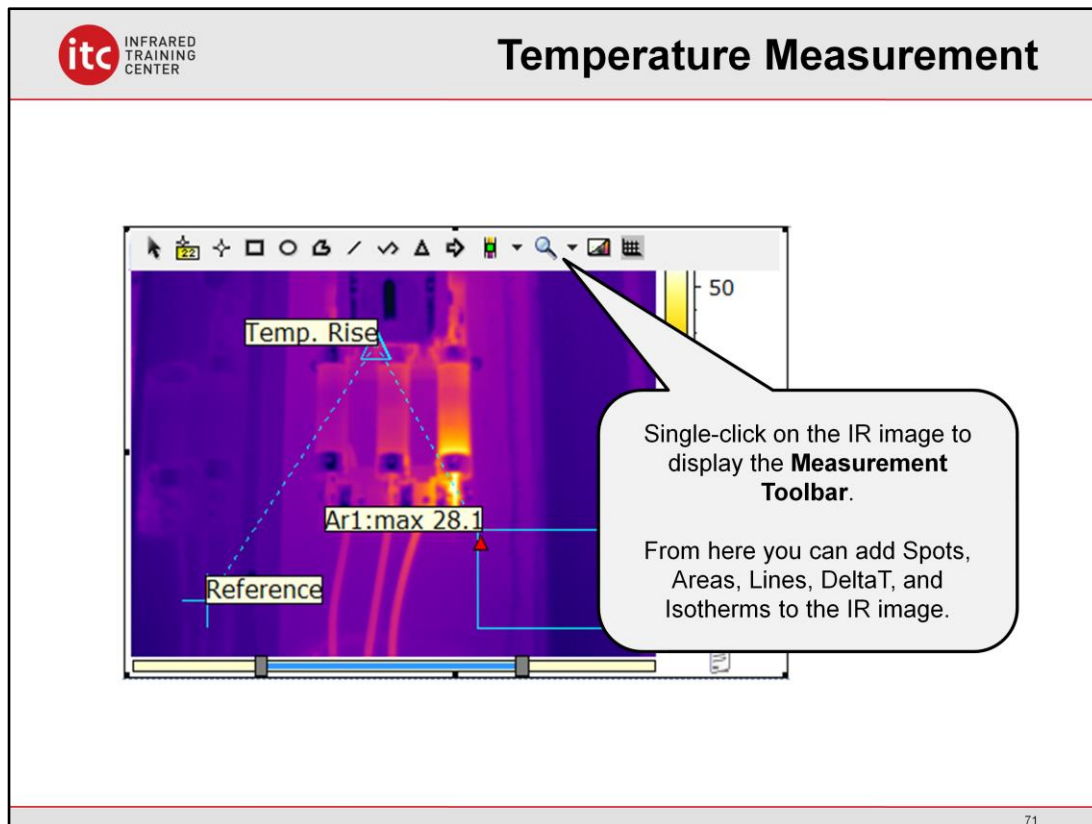 itc INFRARED
TRAINING
CENTER
Temperature Measurement
22
50
Temp. Rise
Ar1:max 28.1
Reference
Single-click on the IR image to
display the Measurement
Toolbar.
From here you can add Spots,
Areas, Lines, DeltaT, and
Isotherms to the IR image.
71